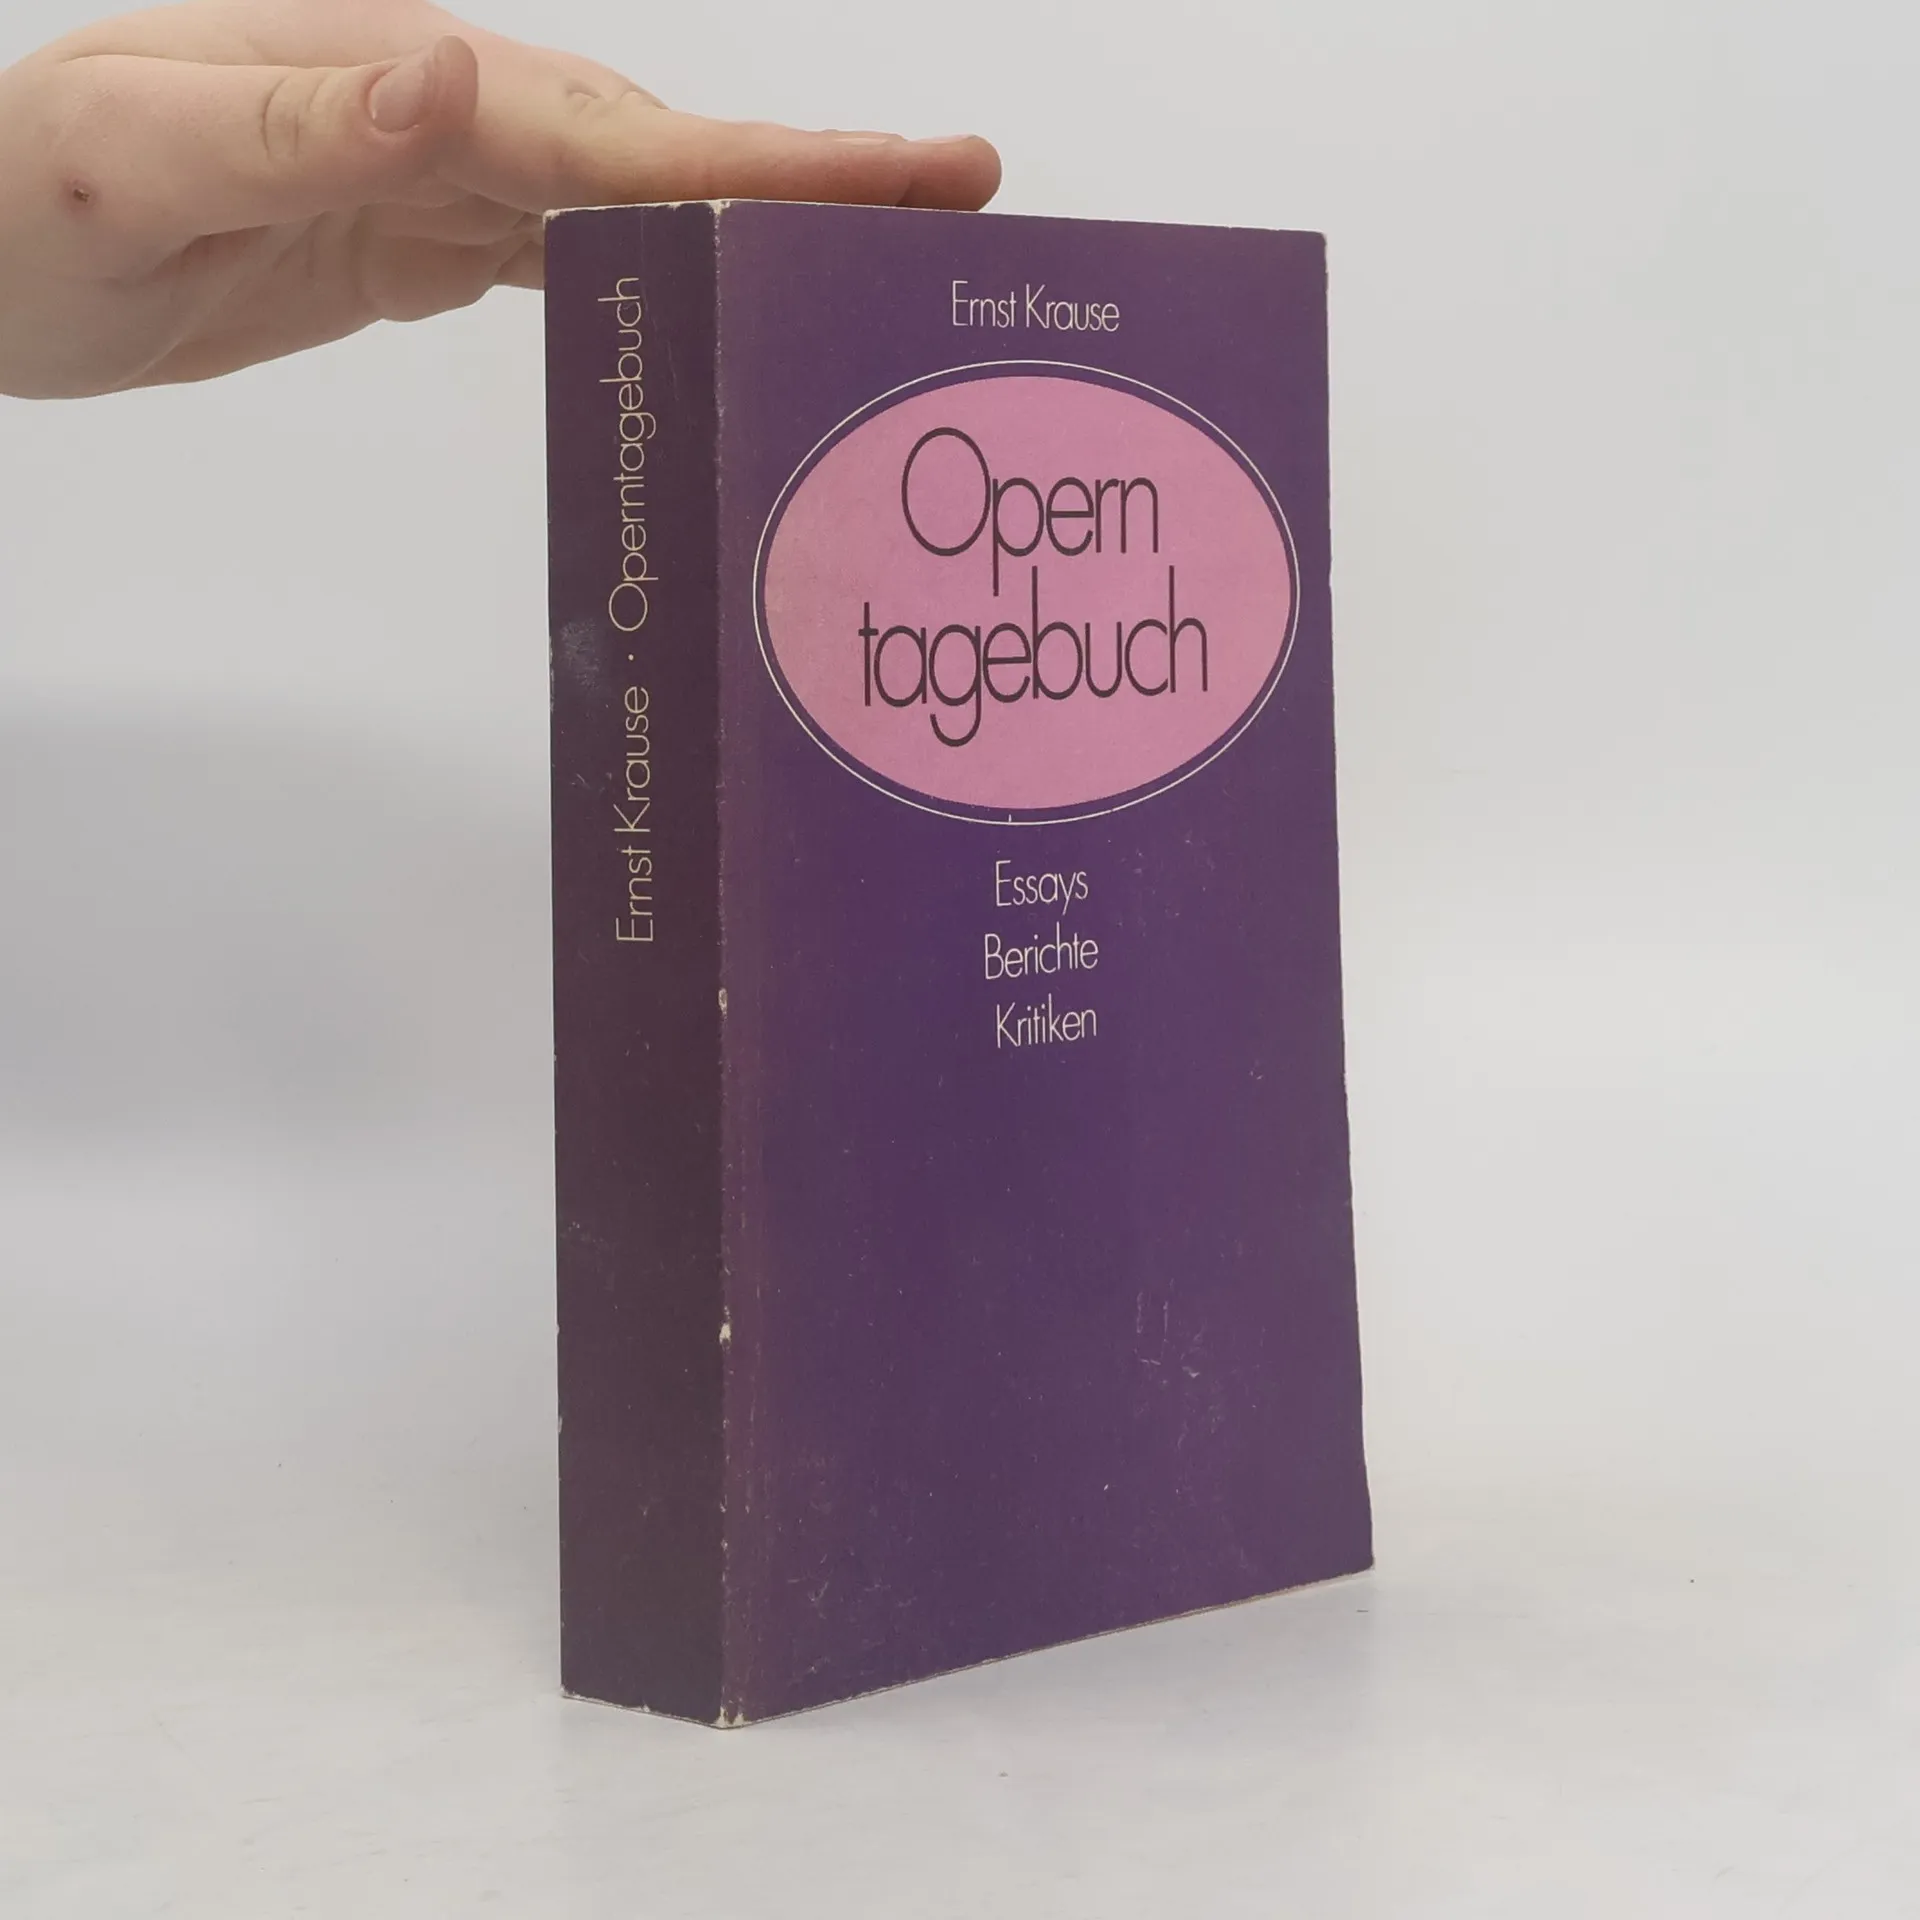 Ernst Krause · Operntagebuch
Ernst Krause
Opern
tagebuch
Essays
Berichte
Kritiken